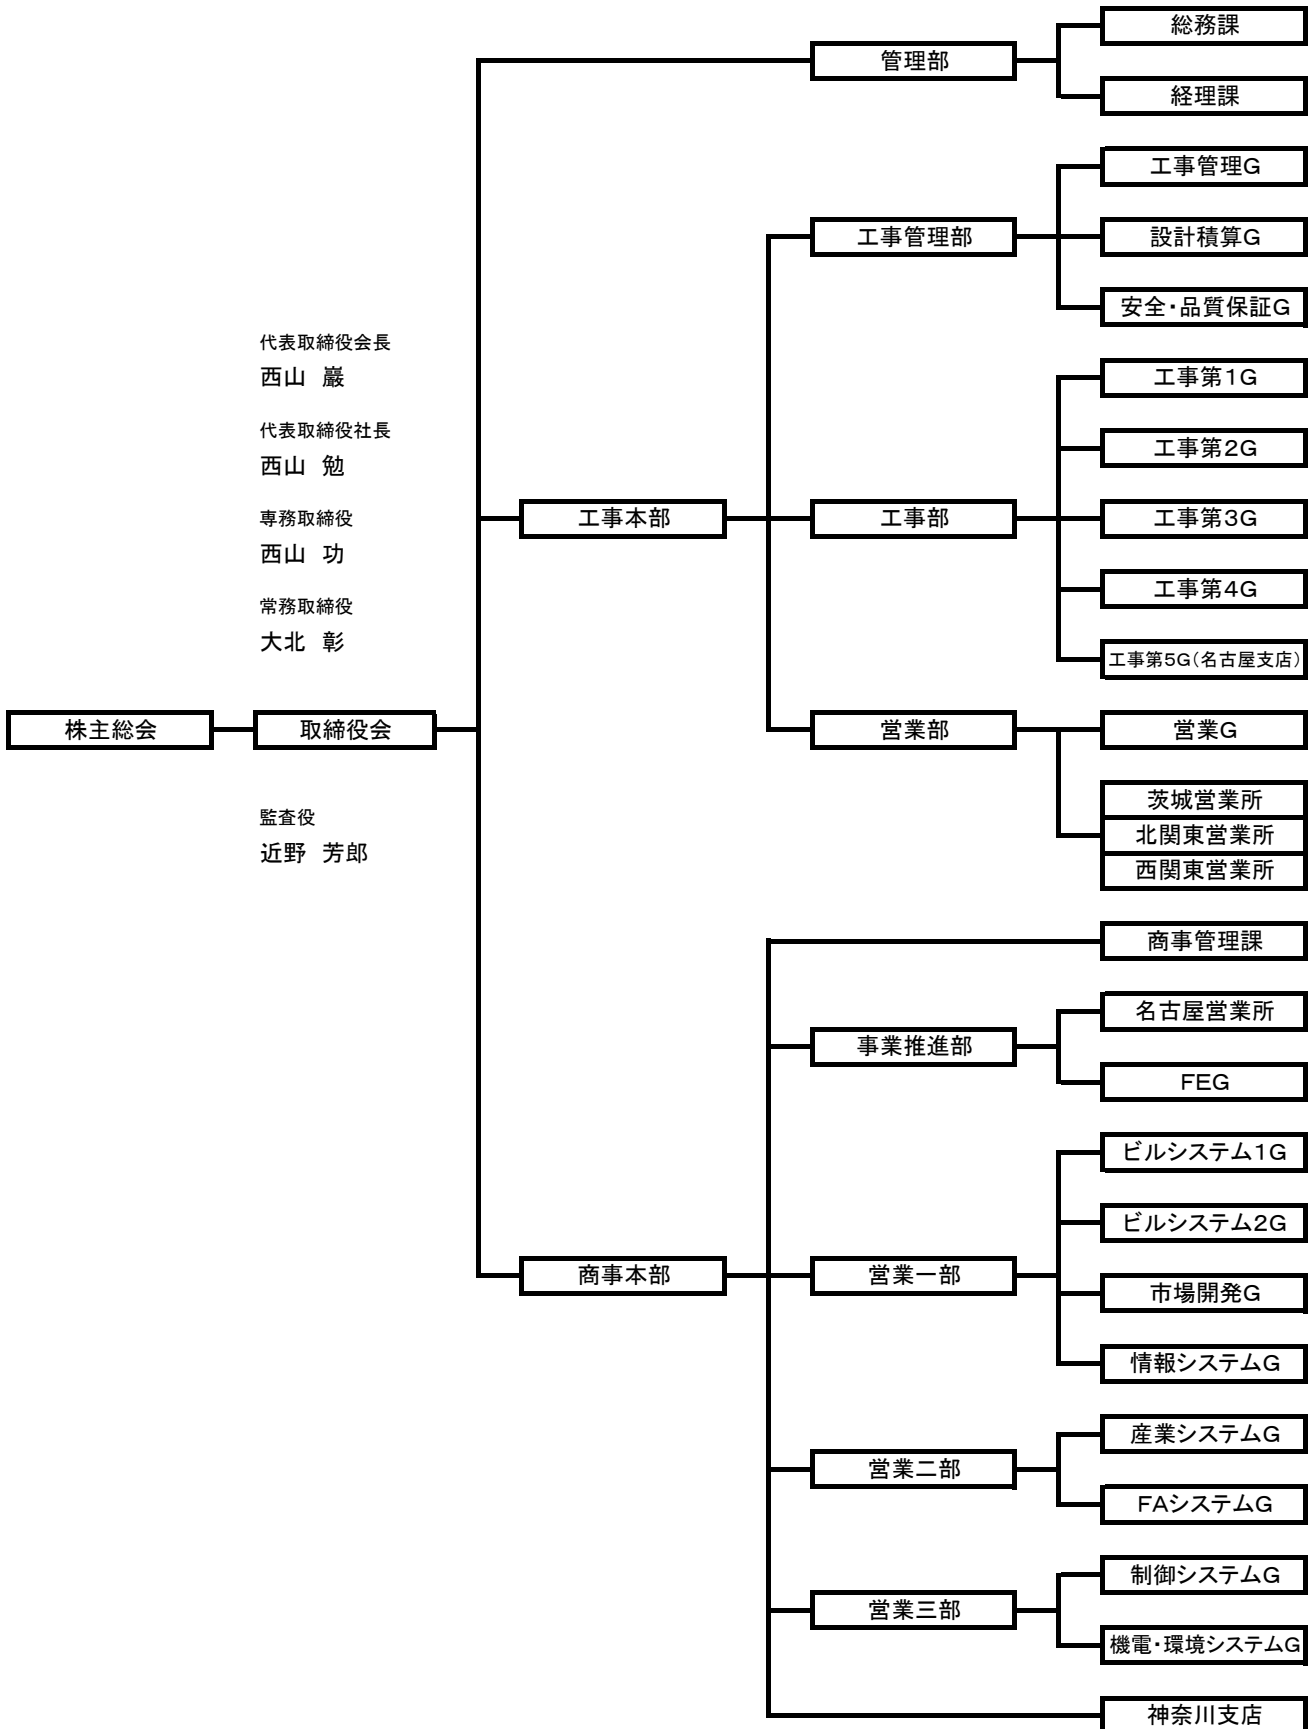 総務課
管理部
経理課
工事管理G
工事管理部
設計積算G
安全・品質保証G
代表取締役会長
西山　巖
代表取締役社長
西山　勉
専務取締役
西山　功
常務取締役
大北　彰
工事第1G
工事第2G
工事本部
工事部
工事第3G
工事第4G
工事第5G(名古屋支店)
株主総会
取締役会
営業部
営業G
監査役
近野　芳郎
茨城営業所
北関東営業所
西関東営業所
商事管理課
名古屋営業所
事業推進部
FEG
ビルシステム1G
ビルシステム2G
商事本部
営業一部
市場開発G
情報システムG
産業システムG
営業二部
FAシステムG
制御システムG
営業三部
機電・環境システムG
神奈川支店